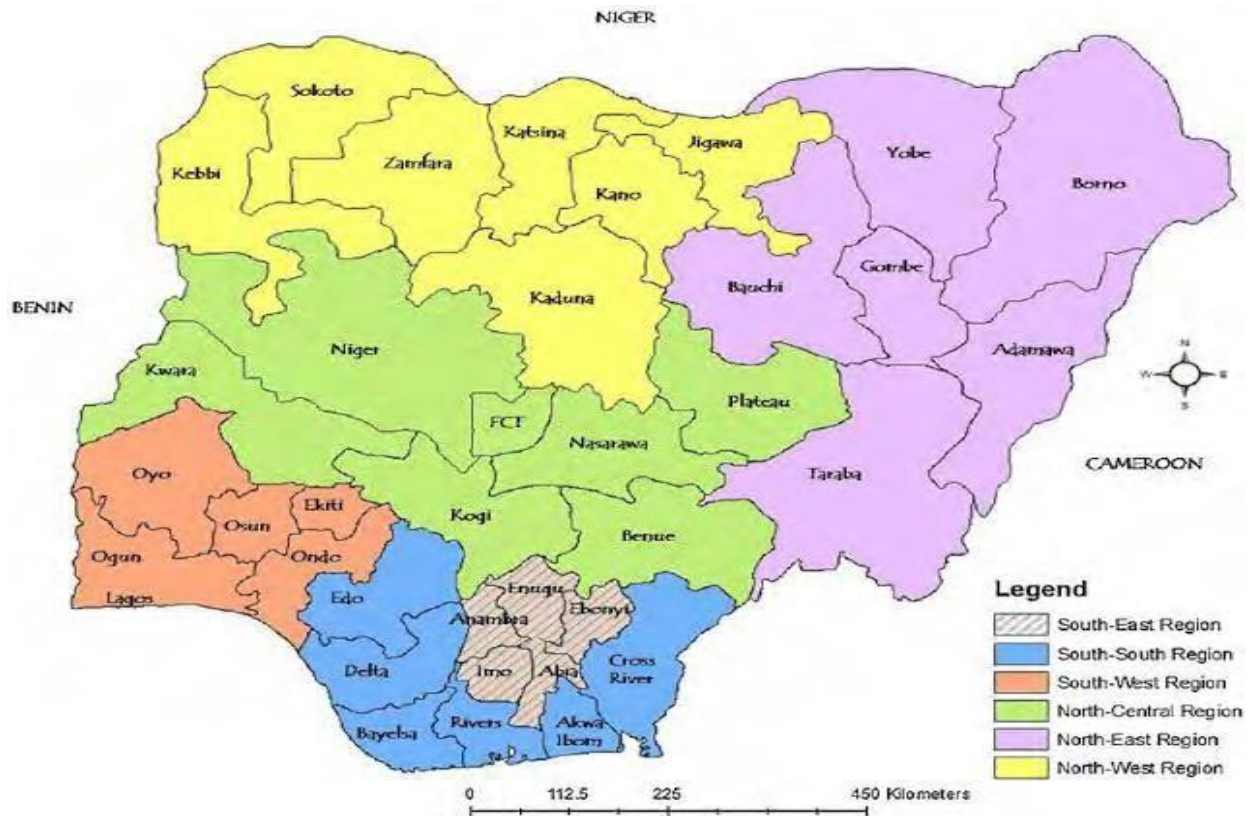 NIGER
Sokoto
Katsina
Jigawa
Yobe
Kebbi
Zamfara
Kano
Borno
Gombe
Bauchi
Kaduna
BENIN
Niger
Adamawa
N
W E
S
Kwara
Plateau
FCT
Nasarawa
CAMEROON
Oyo
Taraba
Ekiti
Osun
Kogi
Benue
Ogun
Ondo
Lagos
Edo
Enugu
Ebonyi
Anambra
Delta
Imo
Abia
Cross
River
Bayelsa
Rivers
Akwa
Ibom
Legend
South-East Region
South-South Region
South-West Region
North-Central Region
North-East Region
North-West Region
0 112.5 225 450 Kilometers